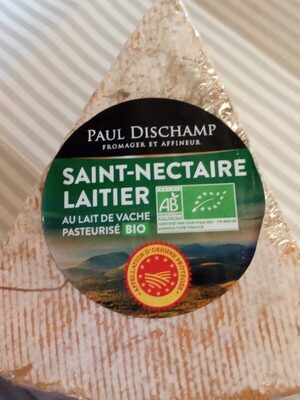 PAUL DISCHAMP
FROMAGER ET AFFINEUR
SAINT-NECTAIRE
LAITIER
AU LAIT DE VACHE
PASTEURISÉ BIO
AB
AGRICULTURE FRANCE
APPELLATION D'ORIGINE PROTÉGÉE